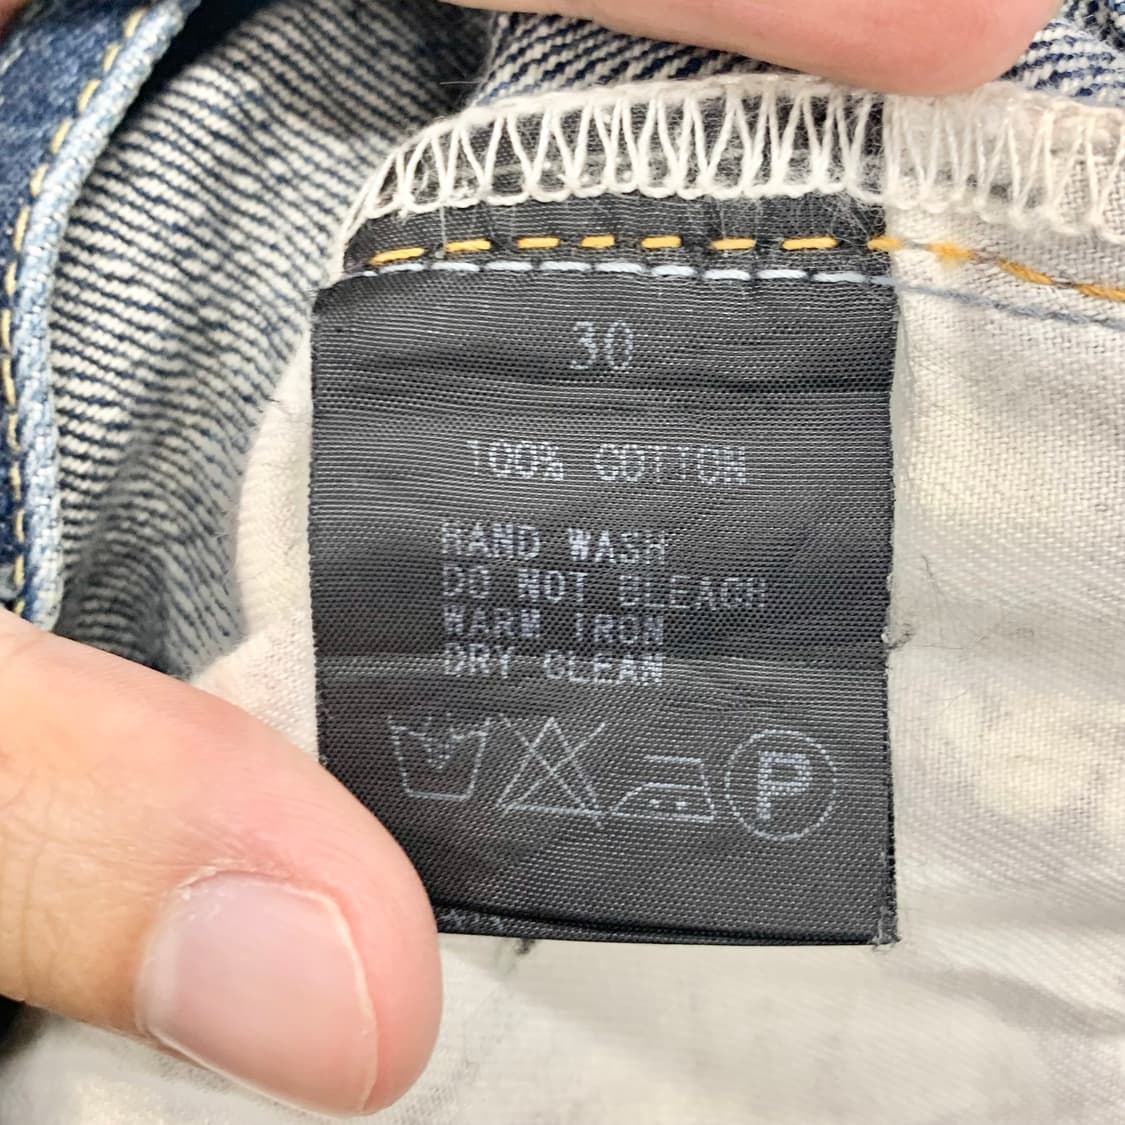 30
100% COTTON
HAND WASH
DO NOT BLEACH
WARM IRON
DRY CLEAN
P